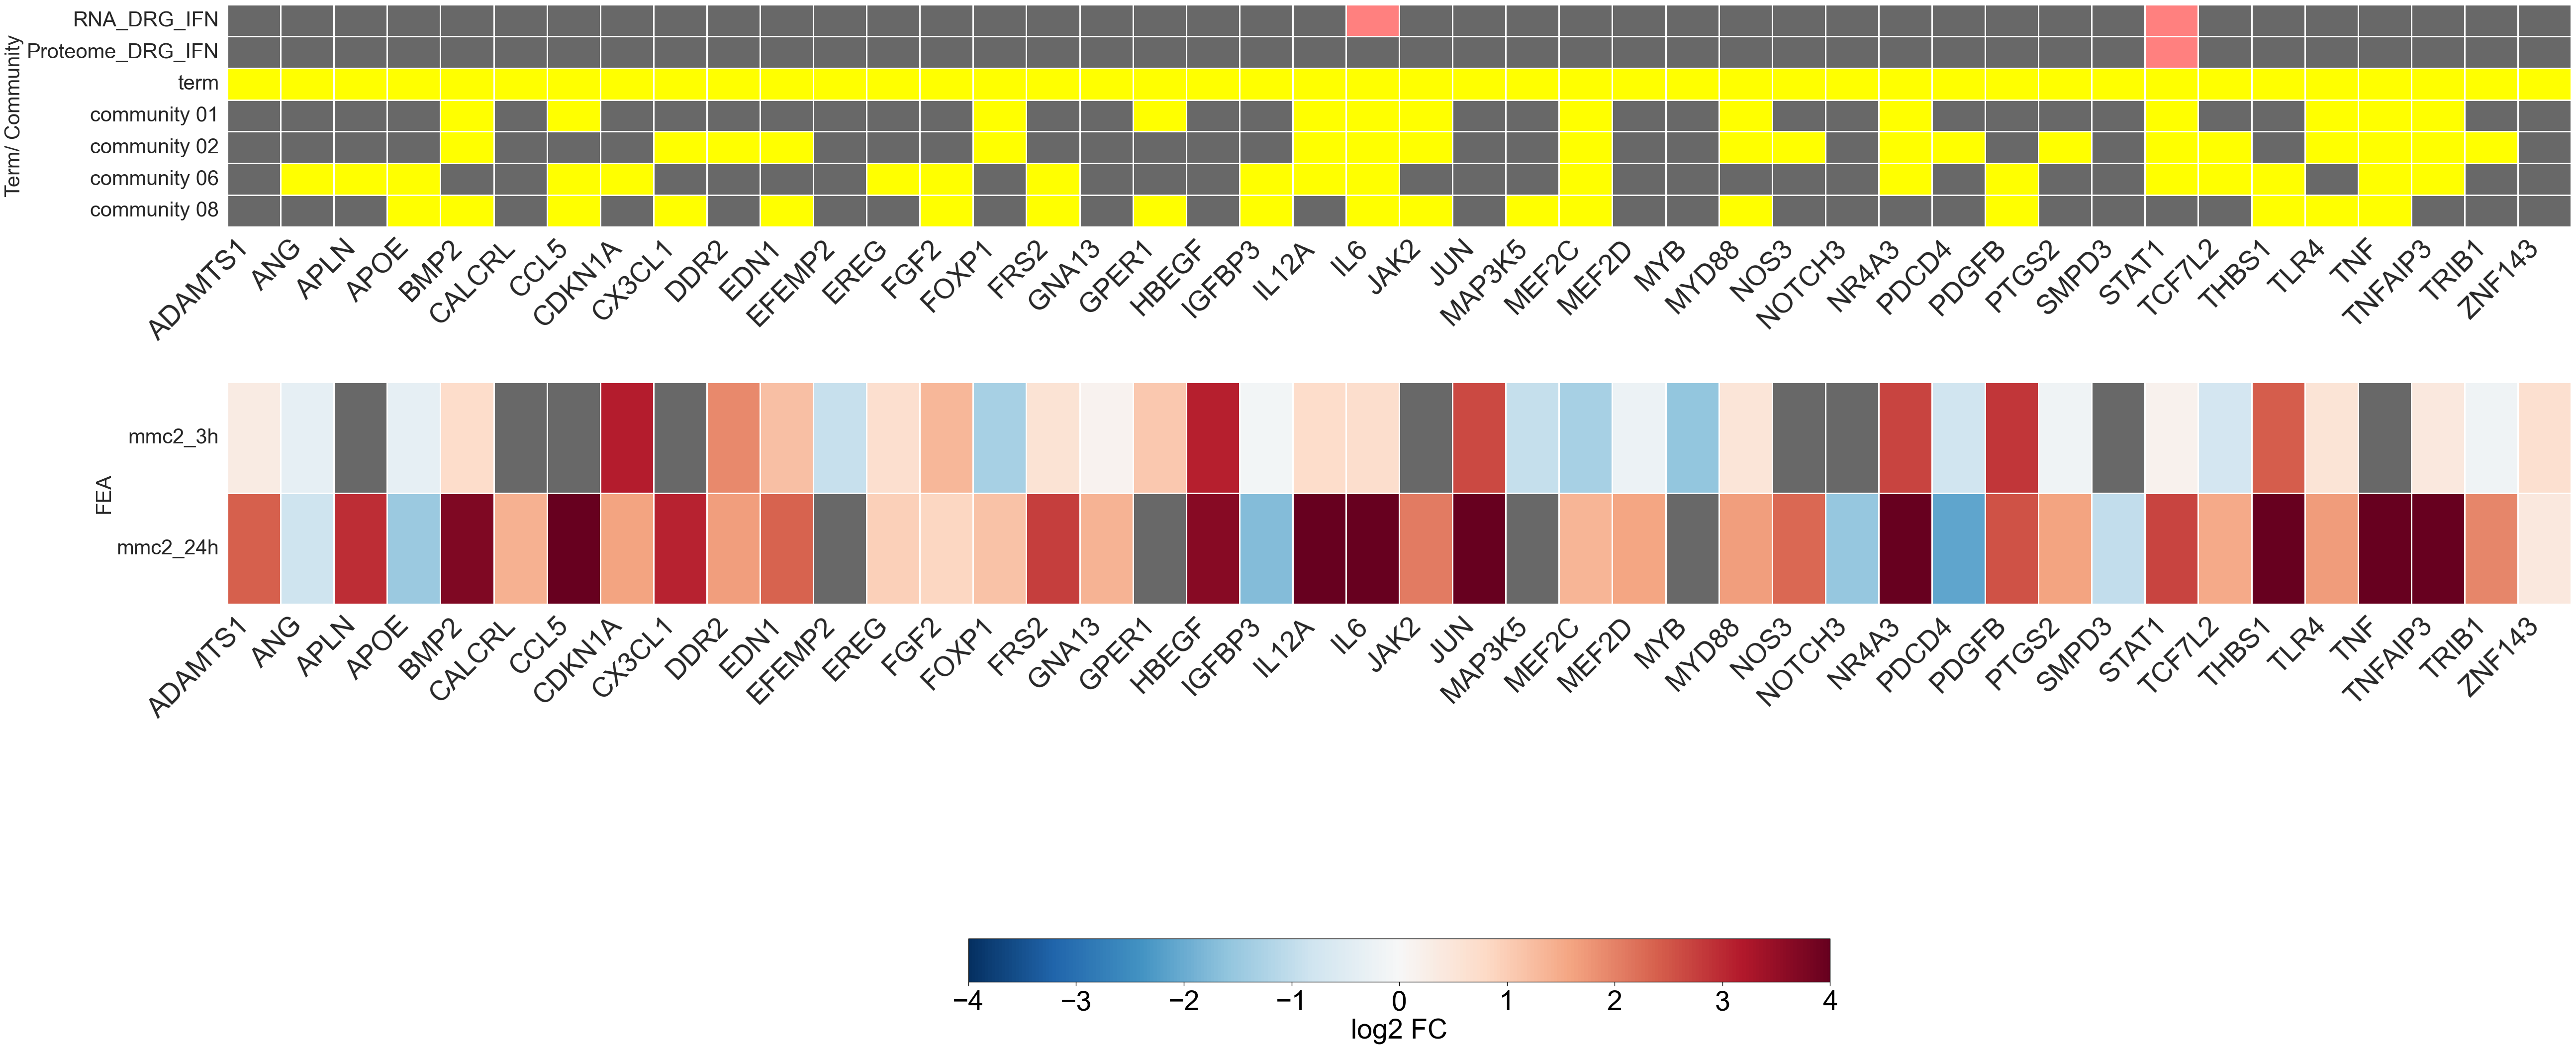 Term/ Community
RNA_DRG_IFN
Proteome_DRG_IFN
term
community 01
community 02
community 06
community 08
ADAMTS1 ANG APLN APOE BMP2 CALCRL CCL5 CDKN1A CX3CL1 DDR2 EDN1 EFEMP2 EREG FGF2 FOXP1 FRS2 GNA13 GPER1 HBEGF IGFBP3 IL12A IL6 JAK2 JUN MAP3K5 MEF2C MEF2D MYB MYD88 NOS3 NOTCH3 NR4A3 PDCD4 PDGFB PTGS2 SMPD3 STAT1 TCF7L2 THBS1 TLR4 TNF TNFAIP3 TRIB1 ZNF143
FEA
mmc2_3h
mmc2_24h
ADAMTS1 ANG APLN APOE BMP2 CALCRL CCL5 CDKN1A CX3CL1 DDR2 EDN1 EFEMP2 EREG FGF2 FOXP1 FRS2 GNA13 GPER1 HBEGF IGFBP3 IL12A IL6 JAK2 JUN MAP3K5 MEF2C MEF2D MYB MYD88 NOS3 NOTCH3 NR4A3 PDCD4 PDGFB PTGS2 SMPD3 STAT1 TCF7L2 THBS1 TLR4 TNF TNFAIP3 TRIB1 ZNF143
−4 −3 −2 −1 0 1 2 3 4
log2 FC